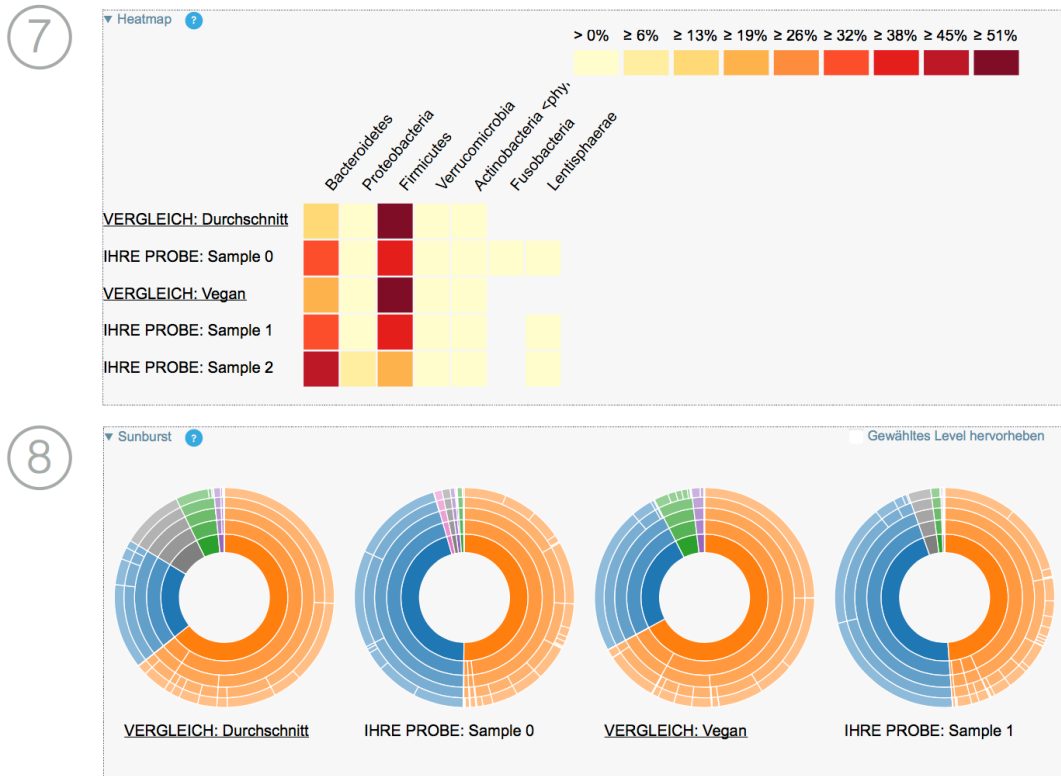 7
▼ Heatmap ?
> 0% ≥ 6% ≥ 13% ≥ 19% ≥ 26% ≥ 32% ≥ 38% ≥ 45% ≥ 51%
Bacteroidetes
Proteobacteria
Firmicutes
Verrucomicrobia
Actinobacteria <phy
Fusobacteria
Lentisphaerae
VERGLEICH: Durchschnitt
IHRE PROBE: Sample 0
VERGLEICH: Vegan
IHRE PROBE: Sample 1
IHRE PROBE: Sample 2
8
▼ Sunburst ?
Gewähltes Level hervorheben
VERGLEICH: Durchschnitt
IHRE PROBE: Sample 0
VERGLEICH: Vegan
IHRE PROBE: Sample 1